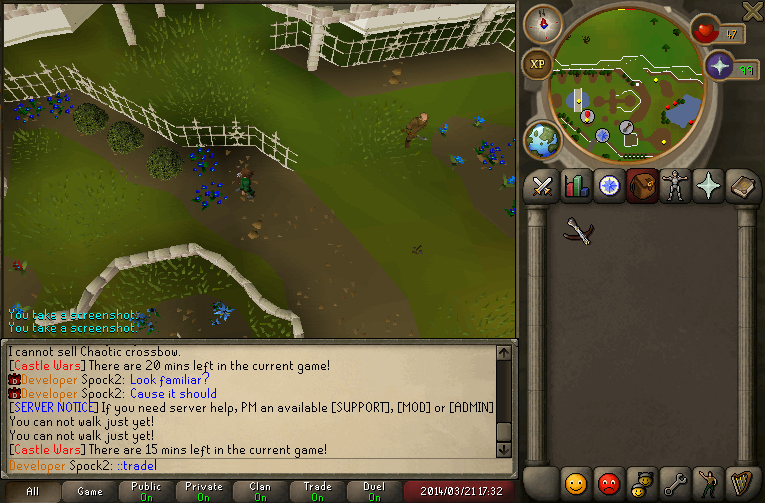 XP
47
99
You take a screenshot.
You take a screenshot.
I cannot sell Chaotic crossbow.
[Castle Wars] There are 20 mins left in the current game!
Developer Spock2: Look familiar?
Developer Spock2: Cause it should
[SERVER NOTICE] If you need server help, PM an available [SUPPORT], [MOD] or [ADMIN]
You can not walk just yet!
You can not walk just yet!
[Castle Wars] There are 15 mins left in the current game!
Developer Spock2: ::trade
All
Game
Public
On
Private
On
Clan
On
Trade
On
Duel
On
2014/03/21 17:32